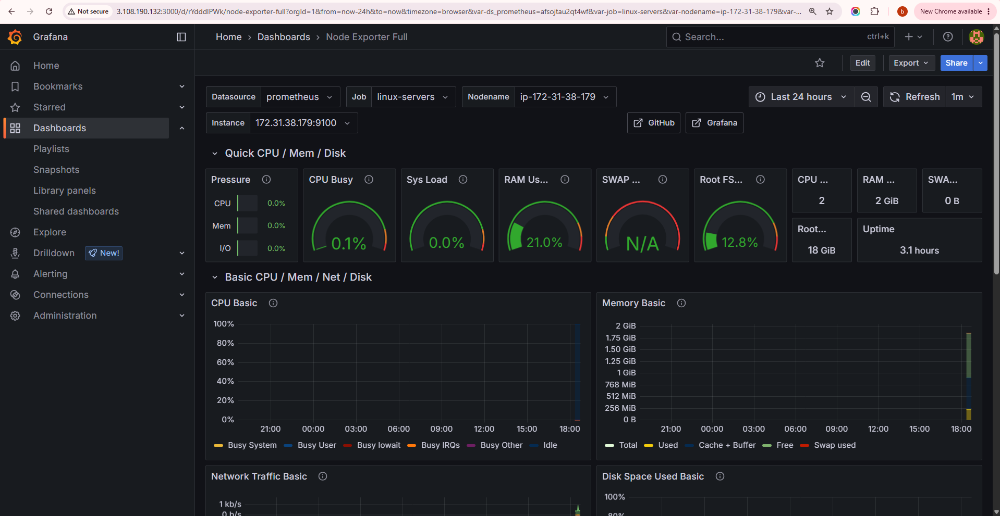 Not secure 3.108.190.132:3000/d/rYdddlPWk/node-exporter-full?orgId=1&from=now-24h&to=now&timezone=browser&var-ds_prometheus=afsojtau2qt4wf&var-job=linux-servers&var-nodename=ip-172-31-38-179&var-... b New Chrome available
Grafana Home › Dashboards › Node Exporter Full Search... ctrl+k
Edit Export Share
Home
Bookmarks
Starred
Dashboards
Playlists
Snapshots
Library panels
Shared dashboards
Explore
Drilldown New!
Alerting
Connections
Administration
Datasource prometheus Job linux-servers Nodename ip-172-31-38-179 Last 24 hours Refresh 1m
Instance 172.31.38.179:9100 GitHub Grafana
Quick CPU / Mem / Disk
Pressure
CPU 0.0%
Mem 0.0%
I/O 0.0%
CPU Busy
0.1%
Sys Load
0.0%
RAM Us...
21.0%
SWAP ...
N/A
Root FS...
12.8%
CPU ...
2
RAM ...
2 GiB
SWA...
0 B
Root...
18 GiB
Uptime
3.1 hours
Basic CPU / Mem / Net / Disk
CPU Basic
100%
80%
60%
40%
20%
0%
21:00 00:00 03:00 06:00 09:00 12:00 15:00 18:00
Busy System Busy User Busy Iowait Busy IRQs Busy Other Idle
Memory Basic
2 GiB
1.75 GiB
1.50 GiB
1.25 GiB
1 GiB
768 MiB
512 MiB
256 MiB
0 B
21:00 00:00 03:00 06:00 09:00 12:00 15:00 18:00
Total Used Cache + Buffer Free Swap used
Network Traffic Basic
1 kb/s
0 b/s
Disk Space Used Basic
100%
80%